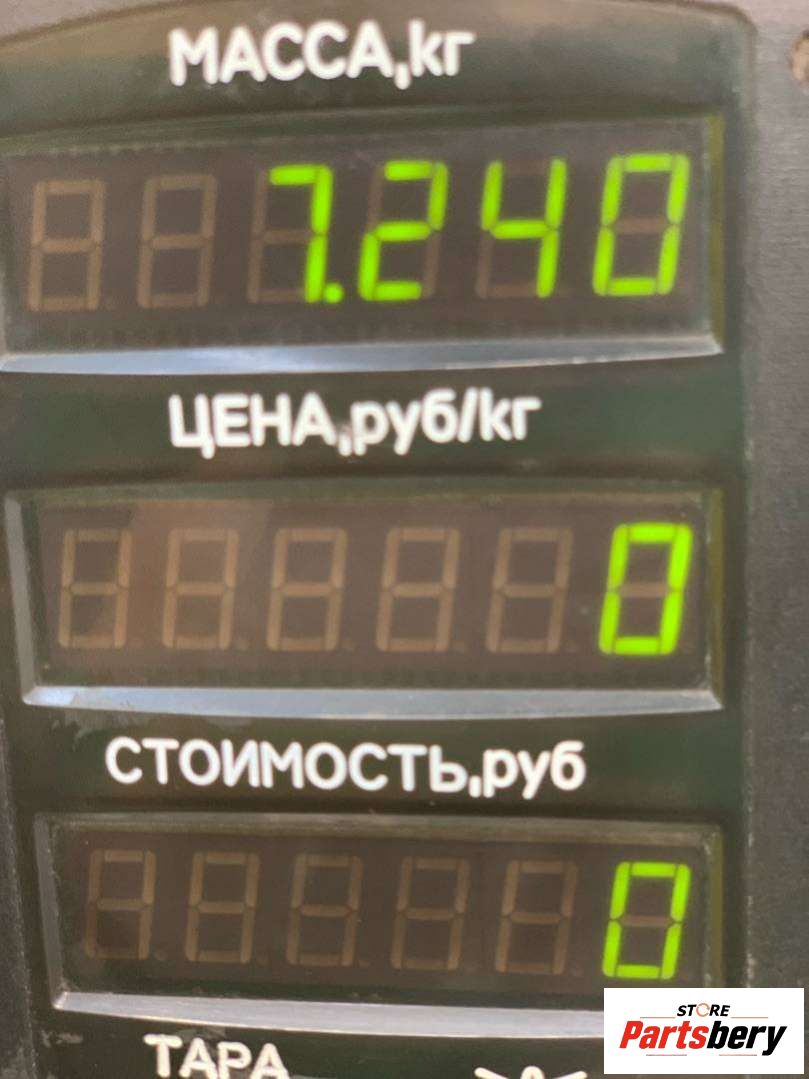 МАССА,кг
7.240
ЦЕНА,руб/кг
0
СТОИМОСТЬ,руб
0
ТАРА
STORE
Partsbery